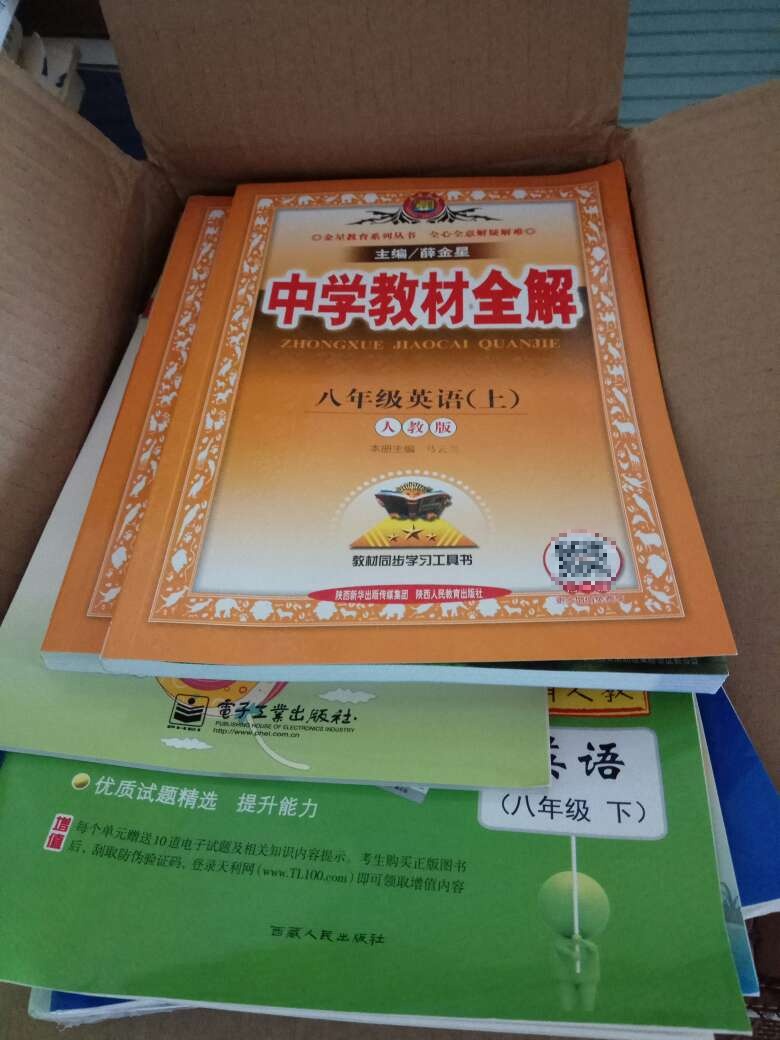 ◎金星教育系列丛书 全心全意解疑解难◎
主编/薛金星
中学教材全解
ZHONGXUE JIAOCAI QUANJIE
八年级英语(上)
人教版
本册主编
教材同步学习工具书
陕西新华出版传媒集团 陕西人民教育出版社
電子工業出版社.
PUBLISHING HOUSE OF ELECTRONICS INDUSTRY
PHEI http://www.phei.com.cn
人教
英语
(八年级 下)
优质试题精选 提升能力
增值
每个单元赠送10道电子试题及相关知识内容提示。考生购买正版图书
后,刮取防伪验证码,登录天利网(www.TL100.com)即可领取增值内容
西藏人民出版社